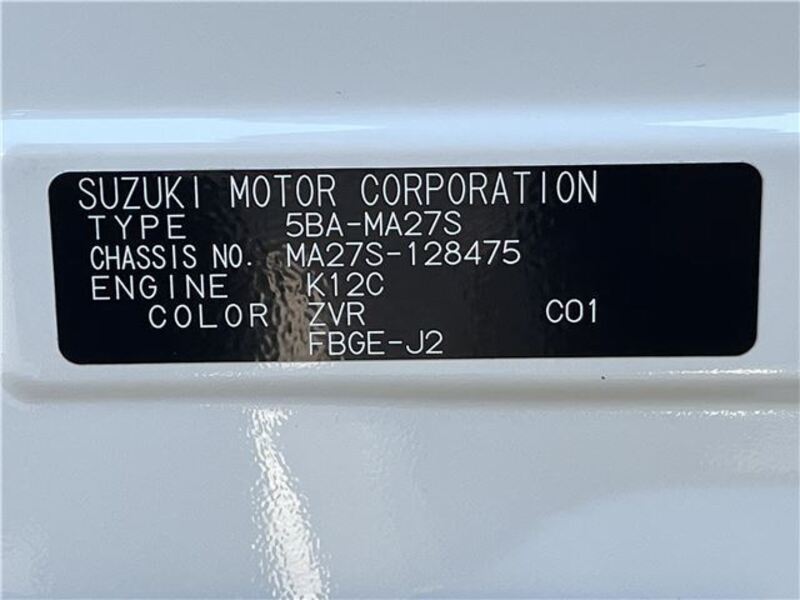 SUZUKI MOTOR CORPORATION
TYPE 5BA-MA27S
CHASSIS NO. MA27S-128475
ENGINE K12C
COLOR ZVR C01
FBGE-J2